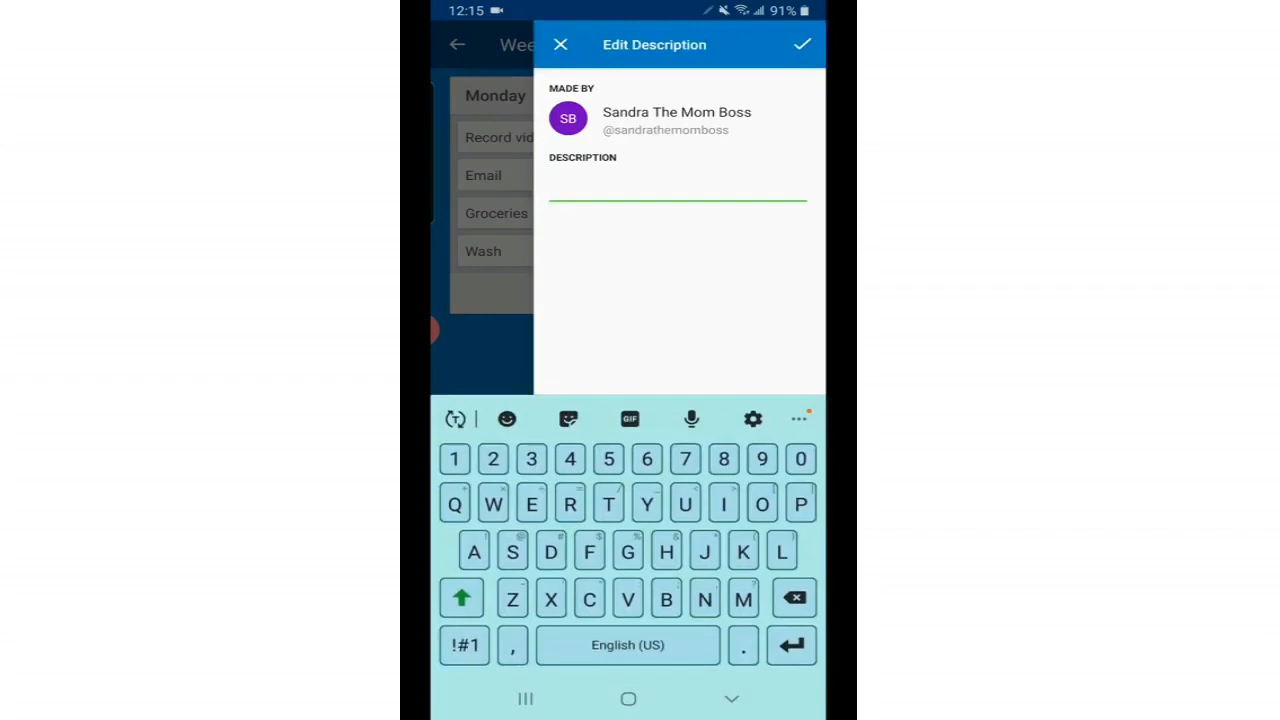 12:15
91%
Wee
Edit Description
Monday
Record vid
Email
Groceries
Wash
MADE BY
SB
Sandra The Mom Boss
@sandrathemomboss
DESCRIPTION
T
GIF
1 2 3 4 5 6 7 8 9 0
Q W E R T Y U I O P
A S D F G H J K L
Z X C V B N M
!#1 , English (US) .